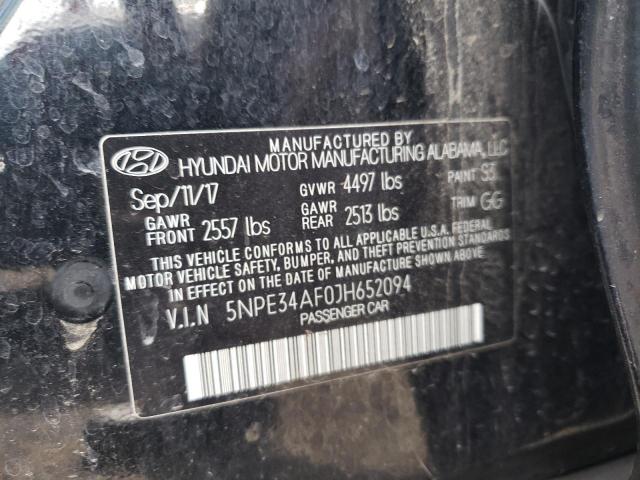 MANUFACTURED BY
HYUNDAI MOTOR MANUFACTURING ALABAMA, LLC
Sep/11/17 GVWR 4497 lbs PAINT S3
GAWR FRONT 2557 lbs GAWR REAR 2513 lbs TRIM GG
THIS VEHICLE CONFORMS TO ALL APPLICABLE U.S.A. FEDERAL
MOTOR VEHICLE SAFETY, BUMPER, AND THEFT PREVENTION STANDARDS
IN EFFECT ON THE DATE OF MANUFACTURE SHOWN ABOVE.
V.I.N 5NPE34AF0JH652094
PASSENGER CAR